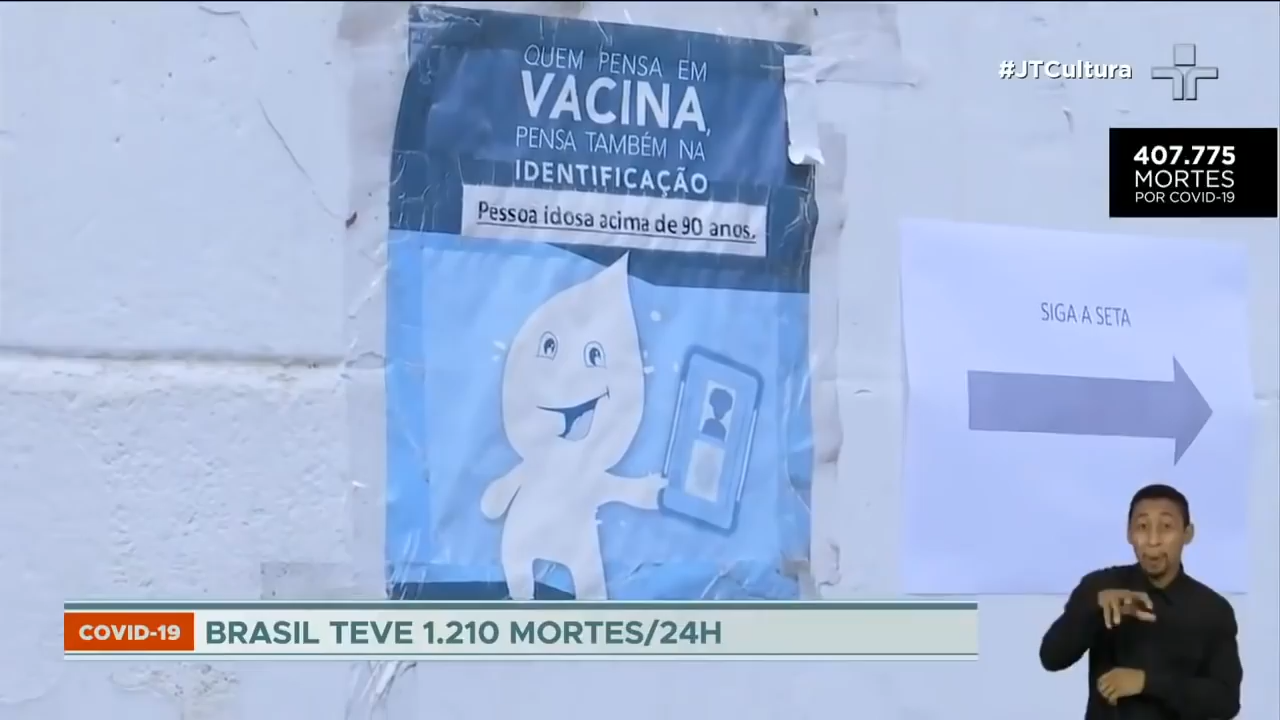 QUEM PENSA EM
VACINA,
PENSA TAMBÉM NA
IDENTIFICAÇÃO
Pessoa idosa acima de 90 anos.
#JTCultura
407.775
MORTES
POR COVID-19
SIGA A SETA
COVID-19
BRASIL TEVE 1.210 MORTES/24H